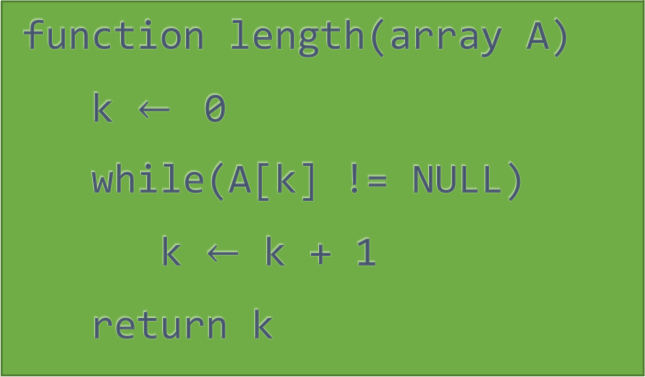 function length(array A)
k ← 0
while(A[k] != NULL)
k ← k + 1
return k